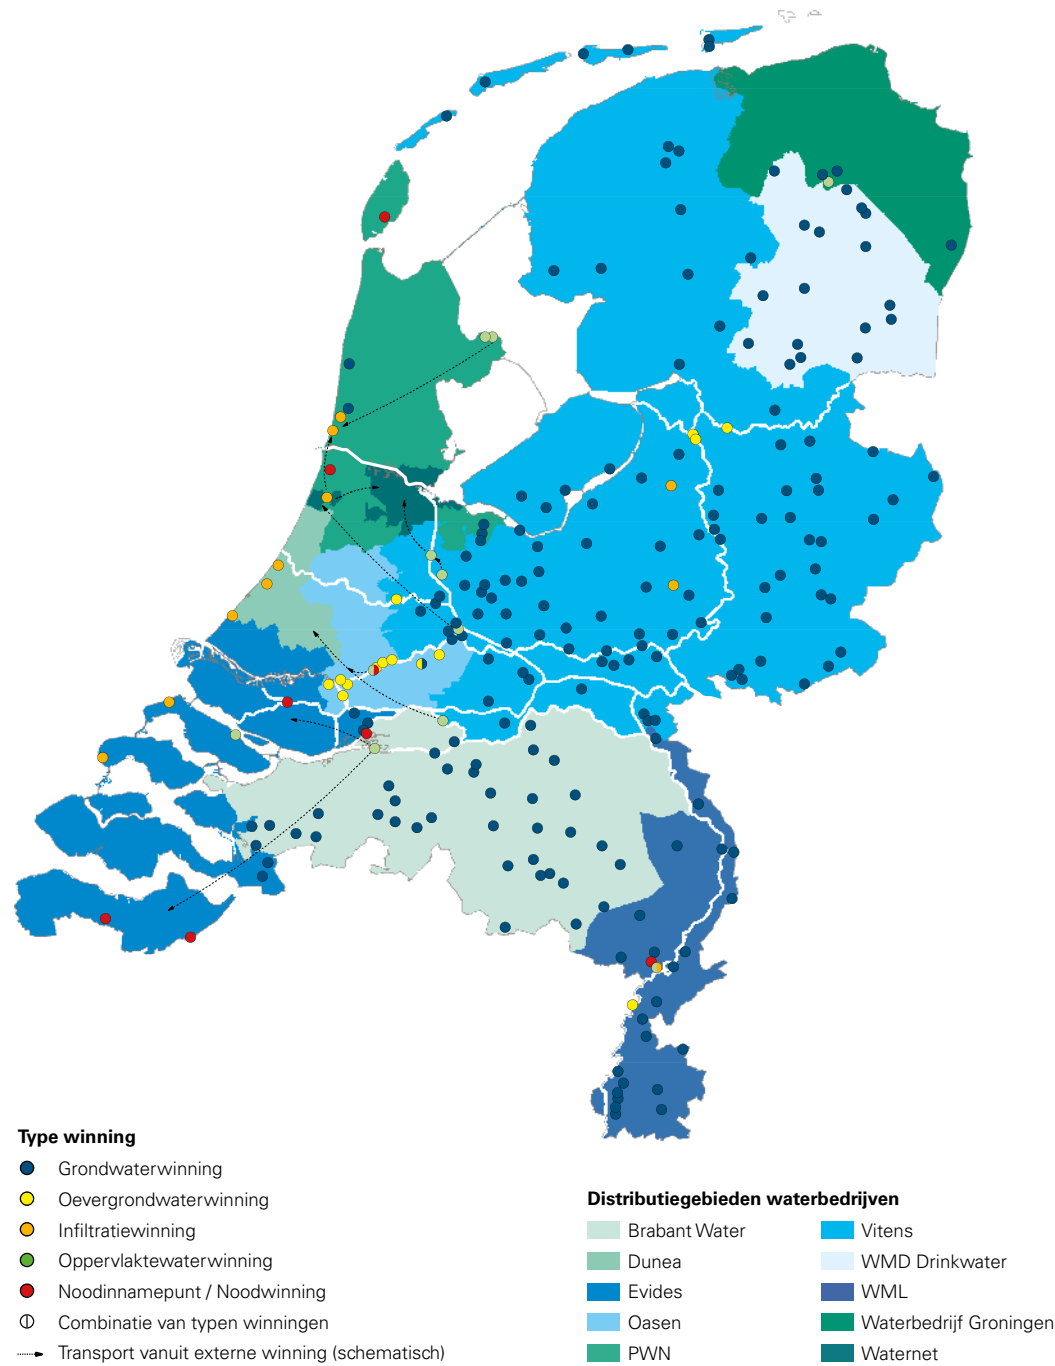 Type winning
Grondwaterwinning
Oevergrondwaterwinning
Infiltratiewinning
Oppervlaktewaterwinning
Noodinnamepunt / Noodwinning
Combinatie van typen winningen
Transport vanuit externe winning (schematisch)
Distributiegebieden waterbedrijven
Brabant Water
Dunea
Evides
Oasen
PWN
Vitens
WMD Drinkwater
WML
Waterbedrijf Groningen
Waternet